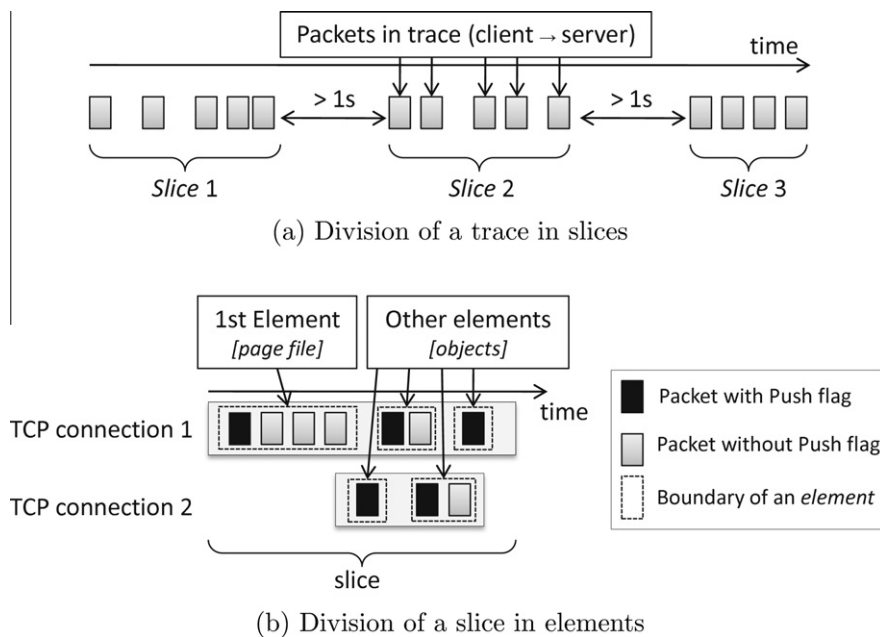 Packets in trace (client → server)
time
> 1s
> 1s
Slice 1
Slice 2
Slice 3
(a) Division of a trace in slices
1st Element
[page file]
Other elements
[objects]
time
TCP connection 1
TCP connection 2
slice
Packet with Push flag
Packet without Push flag
Boundary of an element
(b) Division of a slice in elements